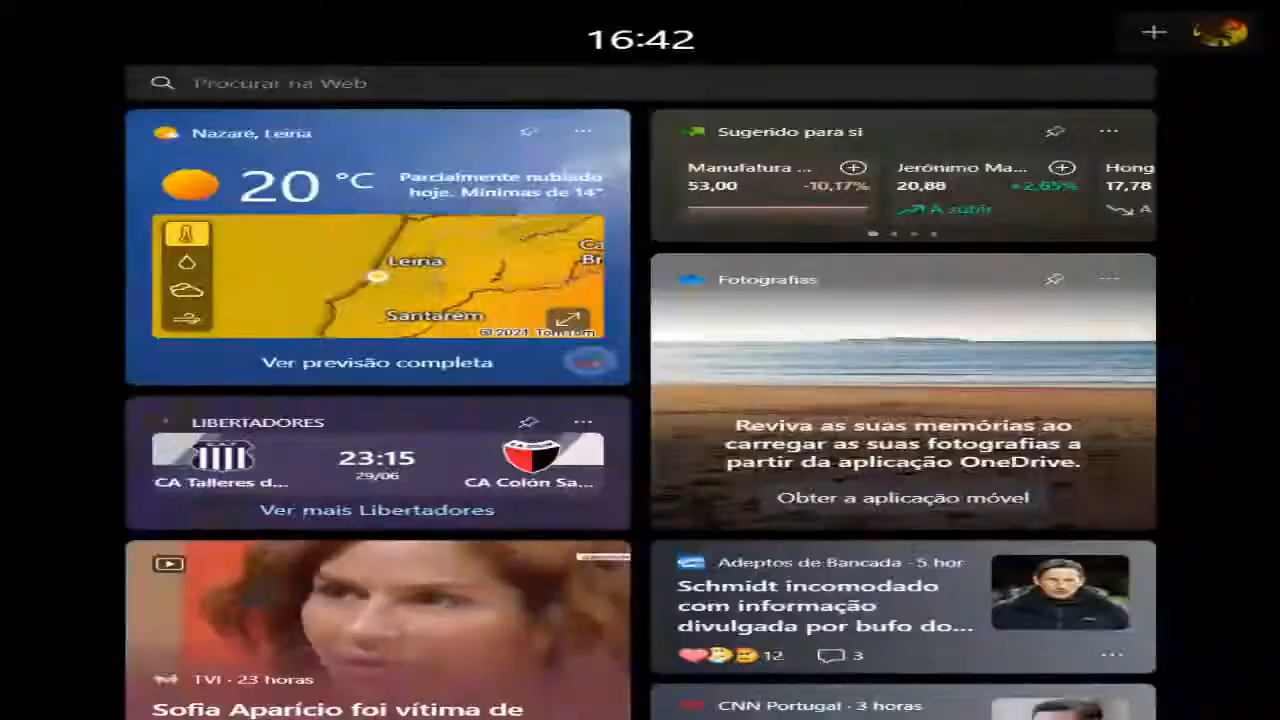 16:42
Procurar na Web
Nazaré, Leiria
20 °C
Parcialmente nublado
hoje. Mínimas de 14°
Leiria
Santarém
Ca
Br
© 2021 TomTom
Ver previsão completa
LIBERTADORES
23:15
29/06
CA Talleres d...
CA Colón Sa...
Ver mais Libertadores
TVI · 23 horas
Sofia Aparício foi vítima de
Sugerido para si
Manufatura ...
53,00 -10,17%
Jerónimo Ma...
20,88 +2,65%
A subir
Hong
17,78
A
Fotografias
Reviva as suas memórias ao
carregar as suas fotografias a
partir da aplicação OneDrive.
Obter a aplicação móvel
Adeptos de Bancada · 5 hor
Schmidt incomodado
com informação
divulgada por bufo do...
12
3
CNN Portugal · 3 horas